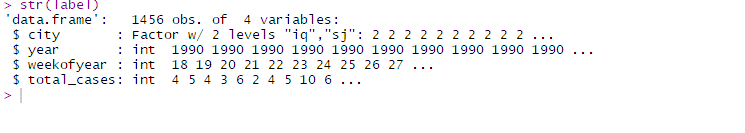 > str(label)
'data.frame':	1456 obs. of  4 variables:
 $ city       : Factor w/ 2 levels "iq","sj": 2 2 2 2 2 2 2 2 2 2 ...
 $ year       : int  1990 1990 1990 1990 1990 1990 1990 1990 1990 1990 ...
 $ weekofyear : int  18 19 20 21 22 23 24 25 26 27 ...
 $ total_cases: int  4 5 4 3 6 2 4 5 10 6 ...
>